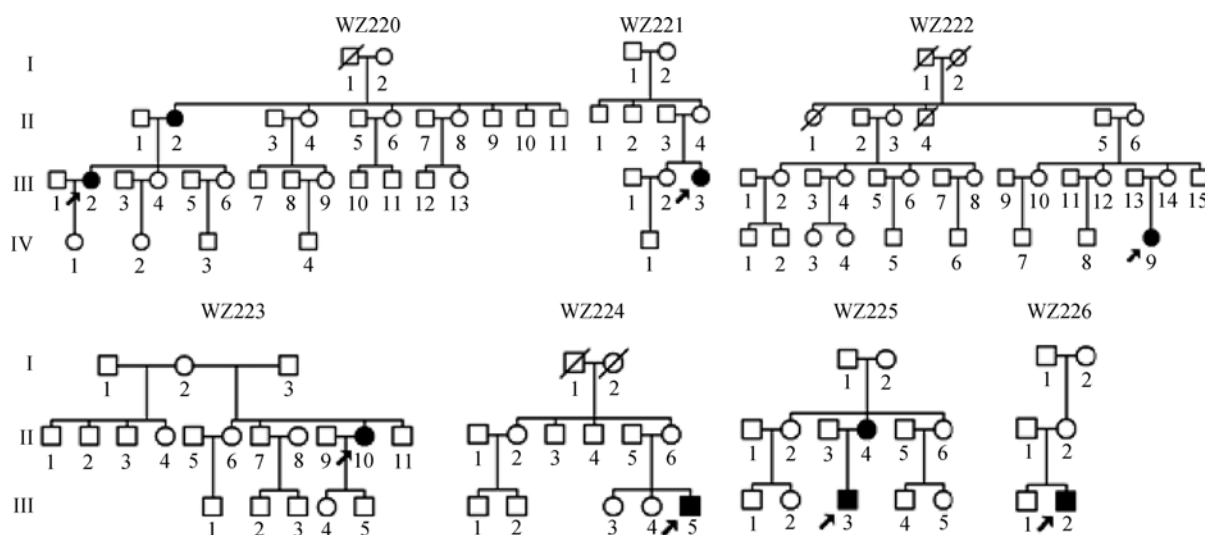 WZ220 WZ221 WZ222
I
1 2 1 2 1 2
II
1 2 3 4 5 6 7 8 9 10 11 1 2 3 4 1 2 3 4 5 6
III
1 2 3 4 5 6 7 8 9 10 11 12 13 1 2 3 1 2 3 4 5 6 7 8 9 10 11 12 13 14 15
IV
1 2 3 4 1 1 2 3 4 5 6 7 8 9
WZ223 WZ224 WZ225 WZ226
I
1 2 3 1 2 1 2 1 2
II
1 2 3 4 5 6 7 8 9 10 11 1 2 3 4 5 6 1 2 3 4 5 6 1 2
III
1 2 3 4 5 1 2 3 4 5 1 2 3 4 5 1 2